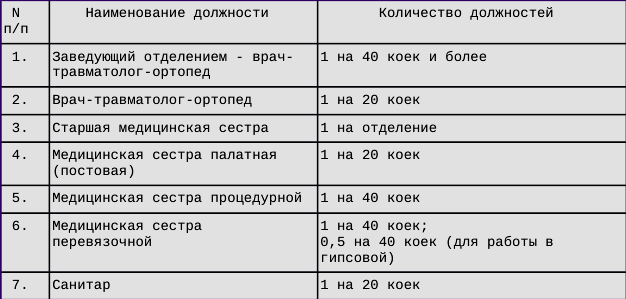 N п/п Наименование должности Количество должностей
1. Заведующий отделением - врач- 1 на 40 коек и более
травматолог-ортопед
2. Врач-травматолог-ортопед 1 на 20 коек
3. Старшая медицинская сестра 1 на отделение
4. Медицинская сестра палатная 1 на 20 коек
(постовая)
5. Медицинская сестра процедурной 1 на 40 коек
6. Медицинская сестра 1 на 40 коек;
перевязочной 0,5 на 40 коек (для работы в
гипсовой)
7. Санитар 1 на 20 коек